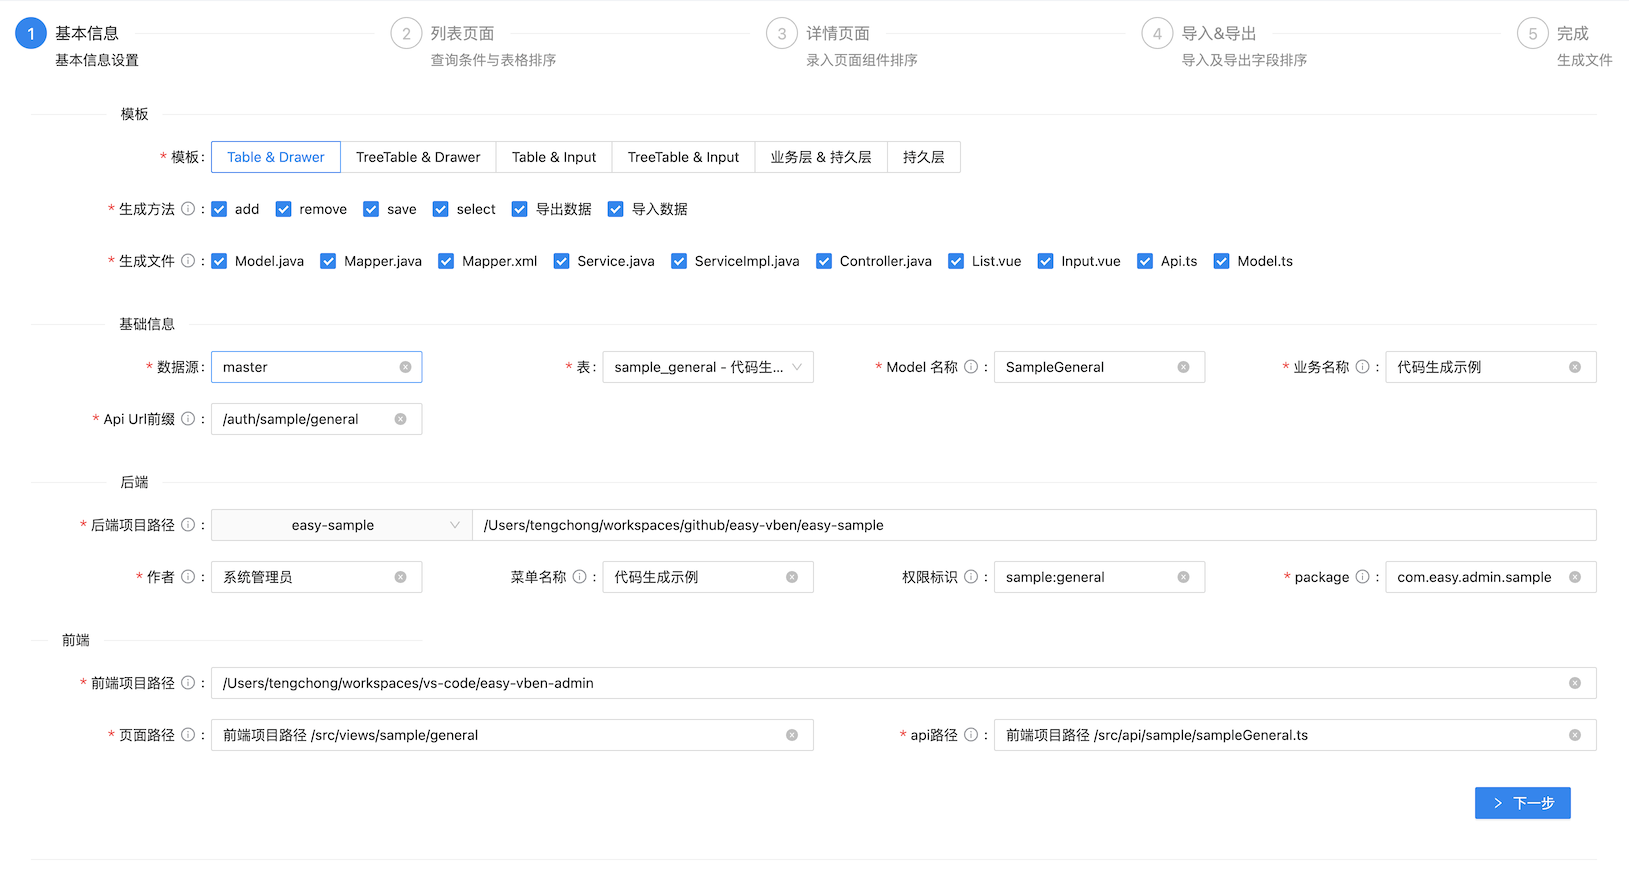 1 基本信息 2 列表页面 3 详情页面 4 导入&导出 5 完成
基本信息设置 查询条件与表格排序 录入页面组件排序 导入及导出字段排序 生成文件
模板
* 模板: Table & Drawer TreeTable & Drawer Table & Input TreeTable & Input 业务层 & 持久层 持久层
* 生成方法 : add remove save select 导出数据 导入数据
* 生成文件 : Model.java Mapper.java Mapper.xml Service.java ServiceImpl.java Controller.java List.vue Input.vue Api.ts Model.ts
基础信息
* 数据源: master * 表: sample_general - 代码生... * Model 名称 : SampleGeneral * 业务名称 : 代码生成示例
* Api Url前缀 : /auth/sample/general
后端
* 后端项目路径 : easy-sample /Users/tengchong/workspaces/github/easy-vben/easy-sample
* 作者 : 系统管理员 菜单名称 : 代码生成示例 权限标识 : sample:general * package : com.easy.admin.sample
前端
* 前端项目路径 : /Users/tengchong/workspaces/vs-code/easy-vben-admin
* 页面路径 : 前端项目路径 /src/views/sample/general * api路径 : 前端项目路径 /src/api/sample/sampleGeneral.ts
> 下一步